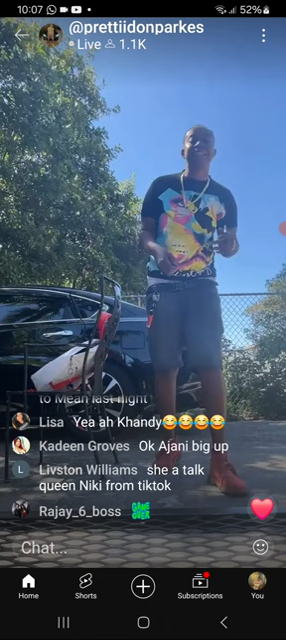 10:07
52%
@prettiidonparkes
Live 1.1K
to Mean last night
Lisa Yea ah Khandy😂😂😂😂
Kadeen Groves Ok Ajani big up
L Livston Williams she a talk
queen Niki from tiktok
Rajay_6_boss GAME OVER
Chat...
Home Shorts Subscriptions You